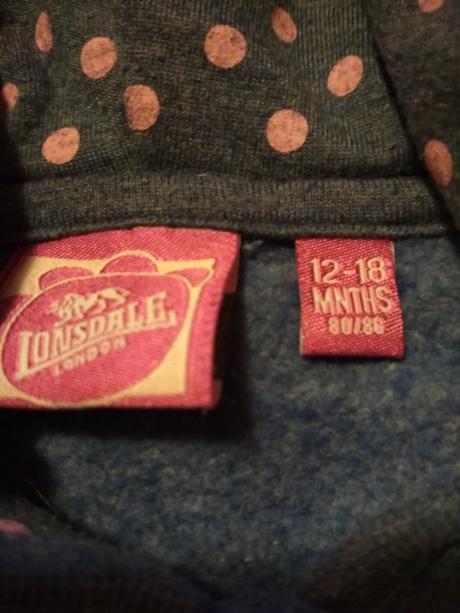 LONSDALE
LONDON
12-18
MNTHS
80/86